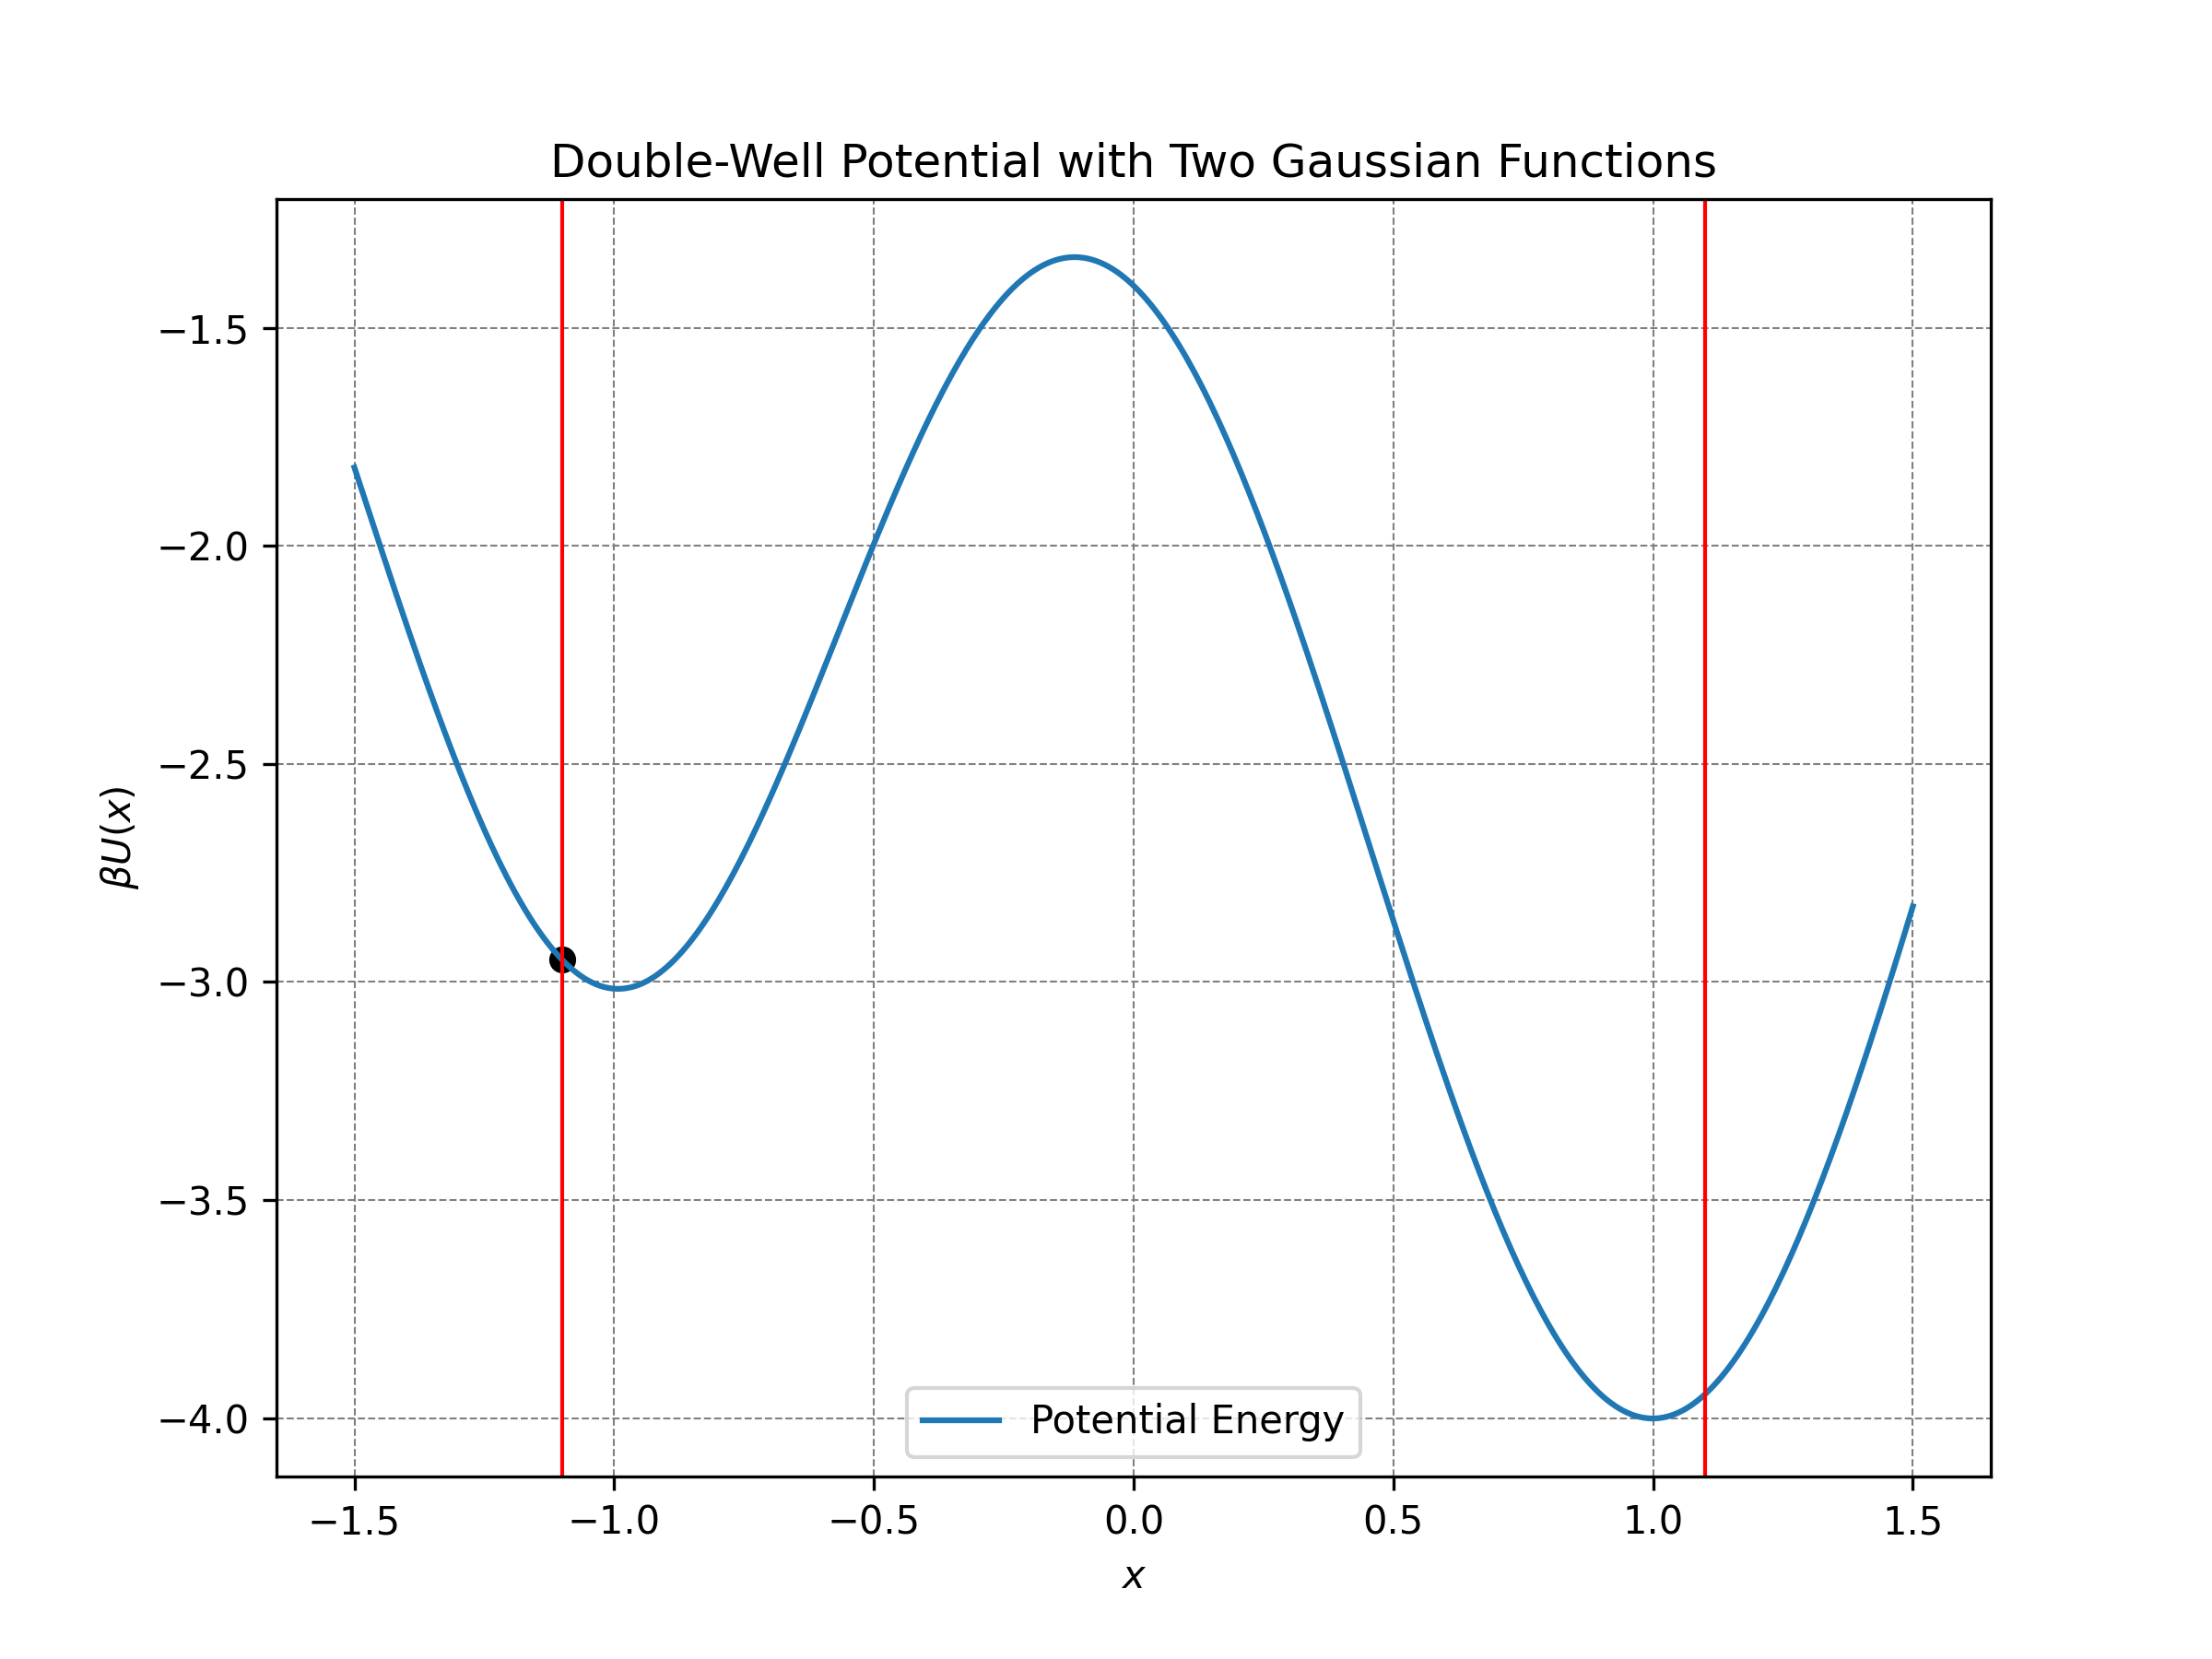 Double-Well Potential with Two Gaussian Functions
βU(x)
−1.5
−2.0
−2.5
−3.0
−3.5
−4.0
Potential Energy
−1.5 −1.0 −0.5 0.0 0.5 1.0 1.5
x